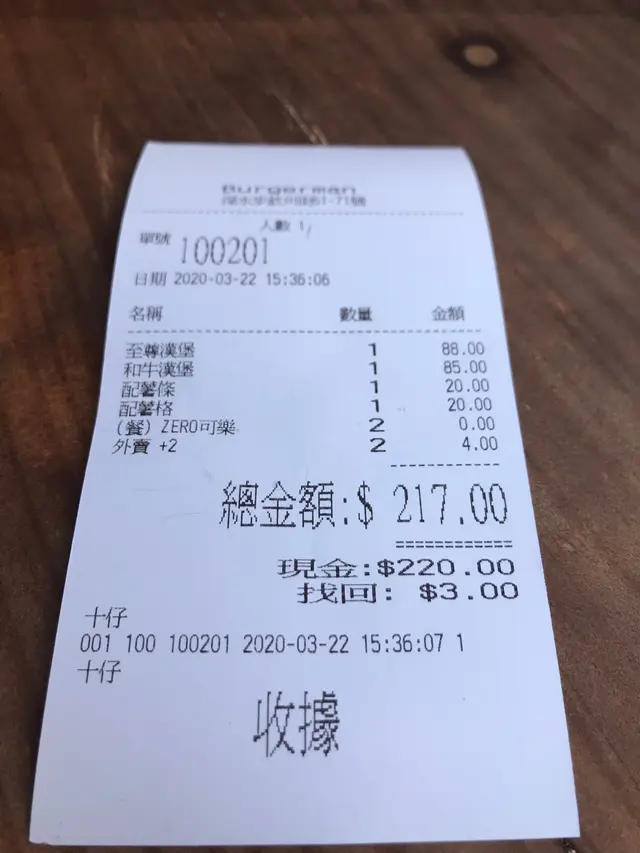 Burgerman
人數 1
單號 100201
日期 2020-03-22 15:36:06
名稱 數量 金額
至尊漢堡 1 88.00
和牛漢堡 1 85.00
配薯條 1 20.00
配薯格 1 20.00
(餐) ZERO可樂 2 0.00
外賣 +2 2 4.00
總金額:$ 217.00
現金:$220.00
找回: $3.00
十仔
001 100 100201 2020-03-22 15:36:07 1
十仔
收據